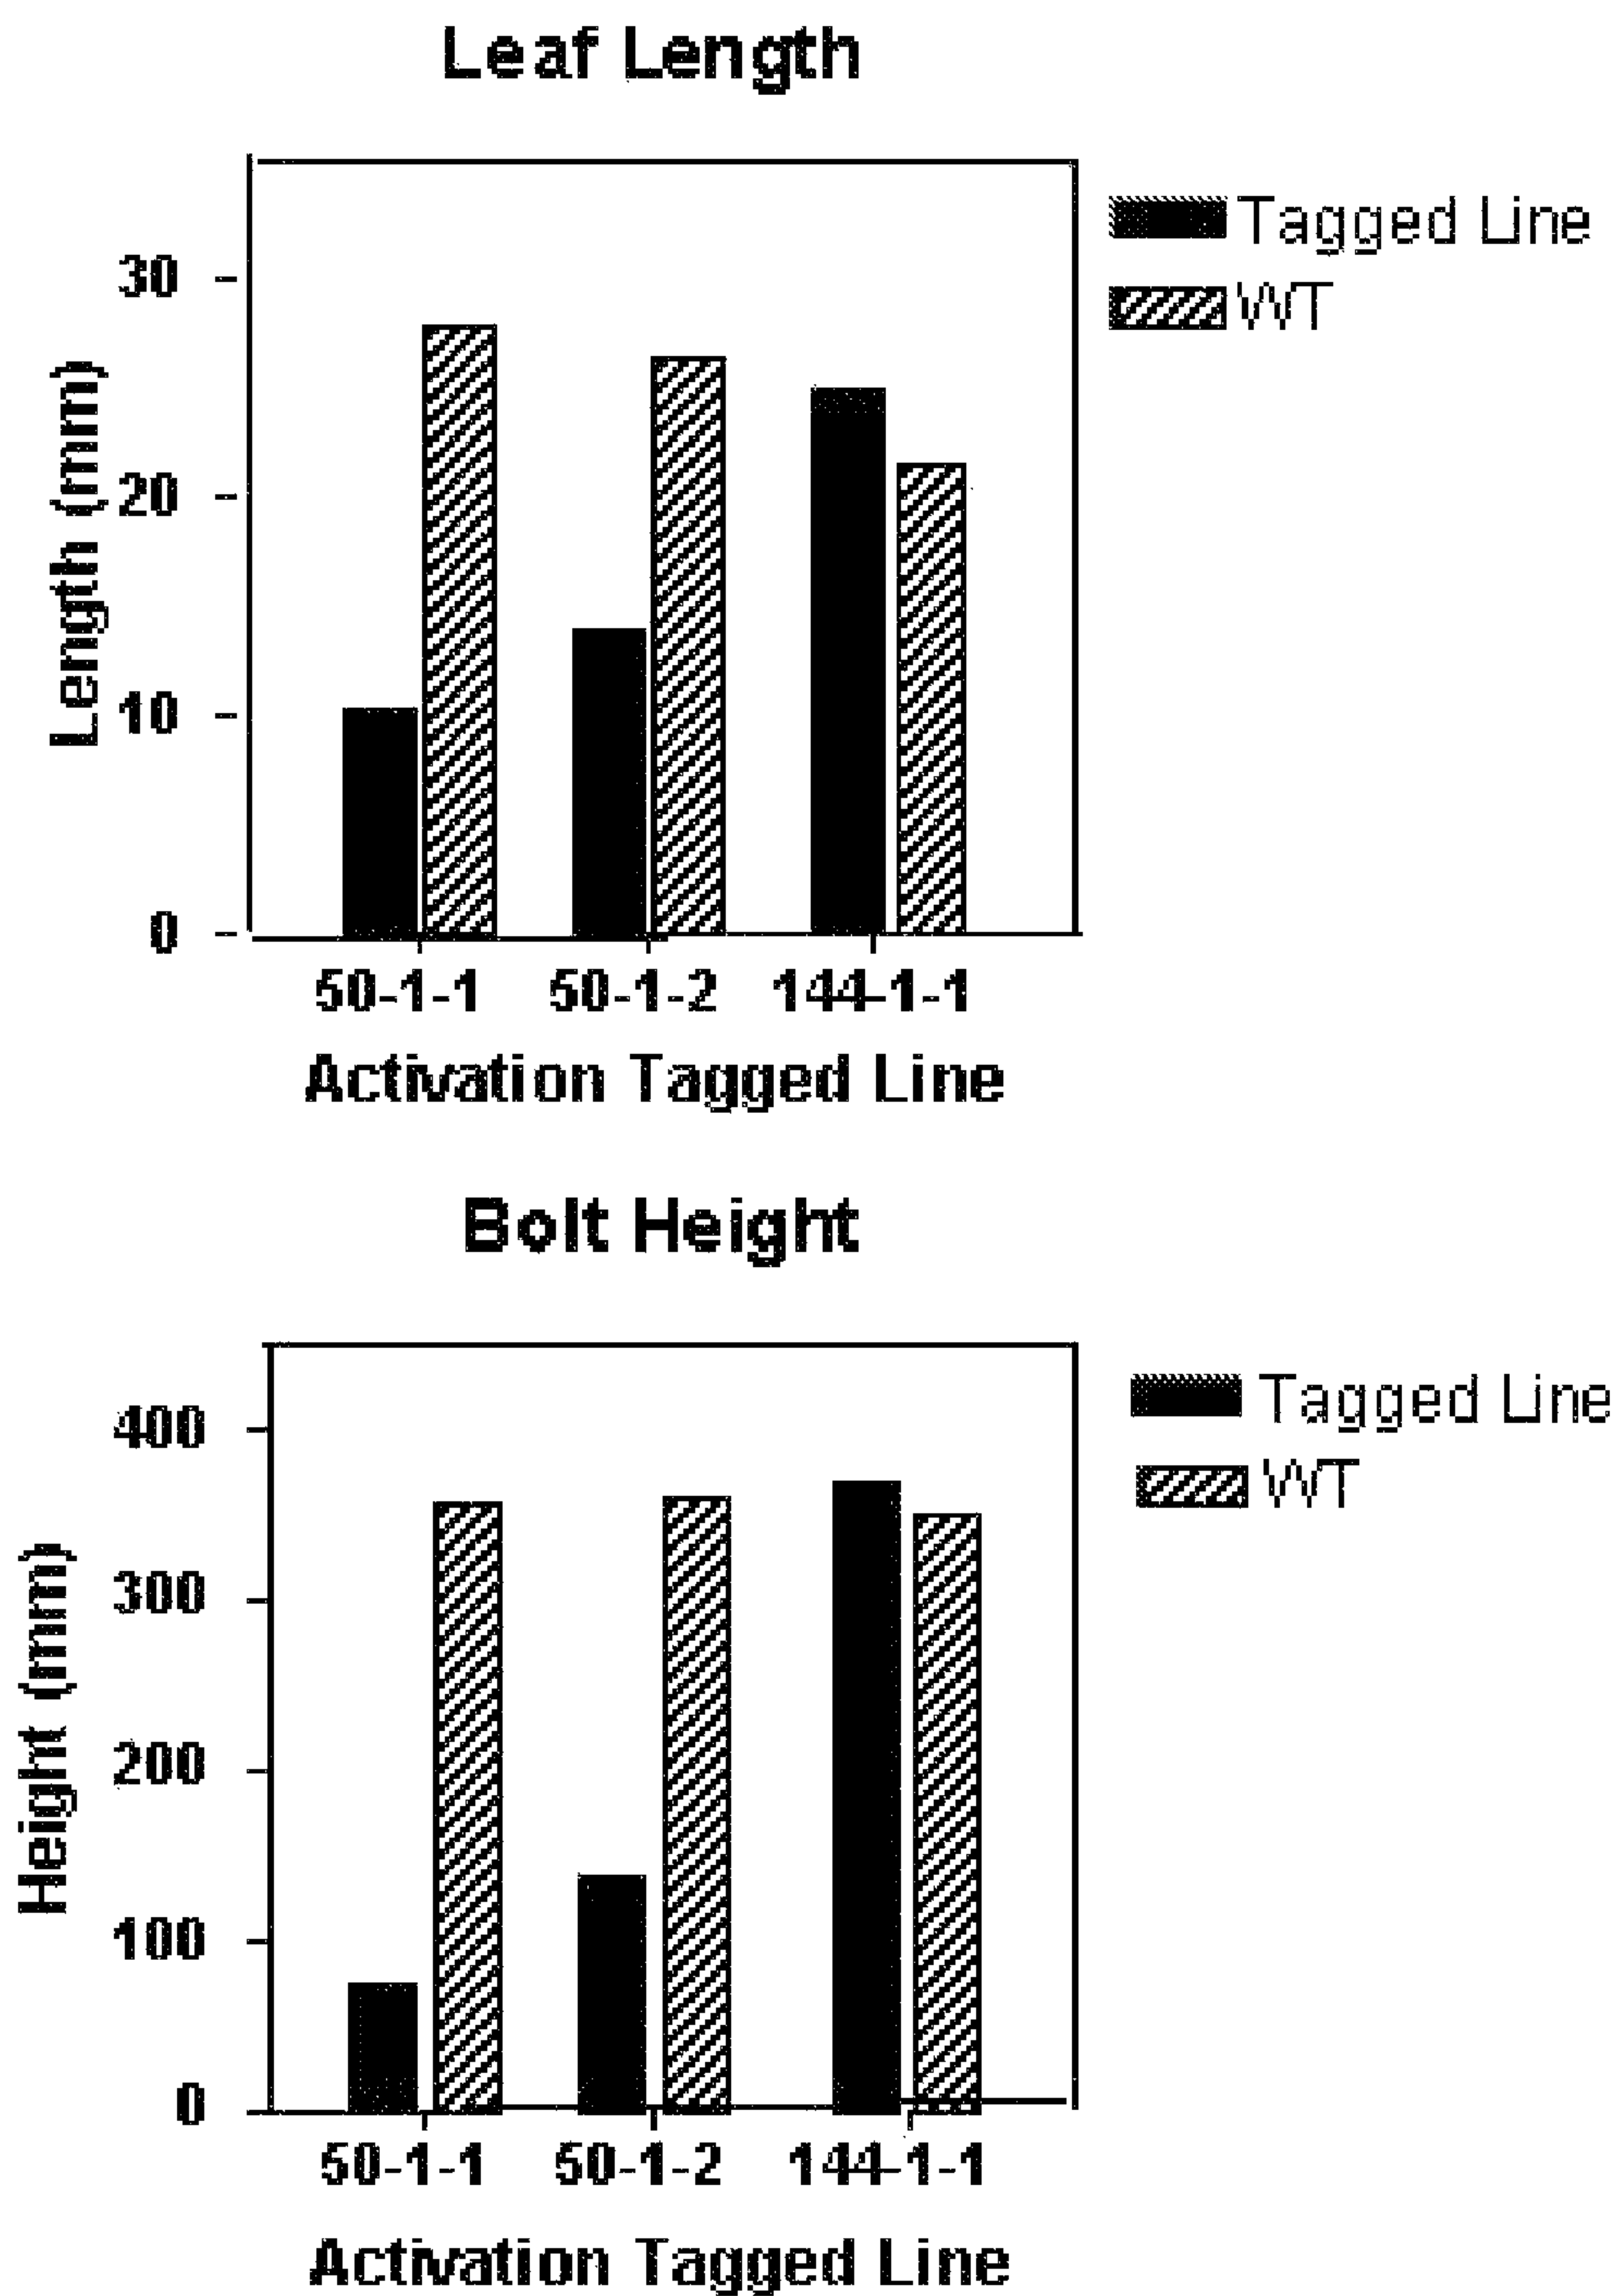 Leaf Length
Tagged Line
WT
30
20
10
0
Length (mm)
50-1-1 50-1-2 144-1-1
Activation Tagged Line
Bolt Height
Tagged Line
WT
400
300
200
100
0
Height (mm)
50-1-1 50-1-2 144-1-1
Activation Tagged Line